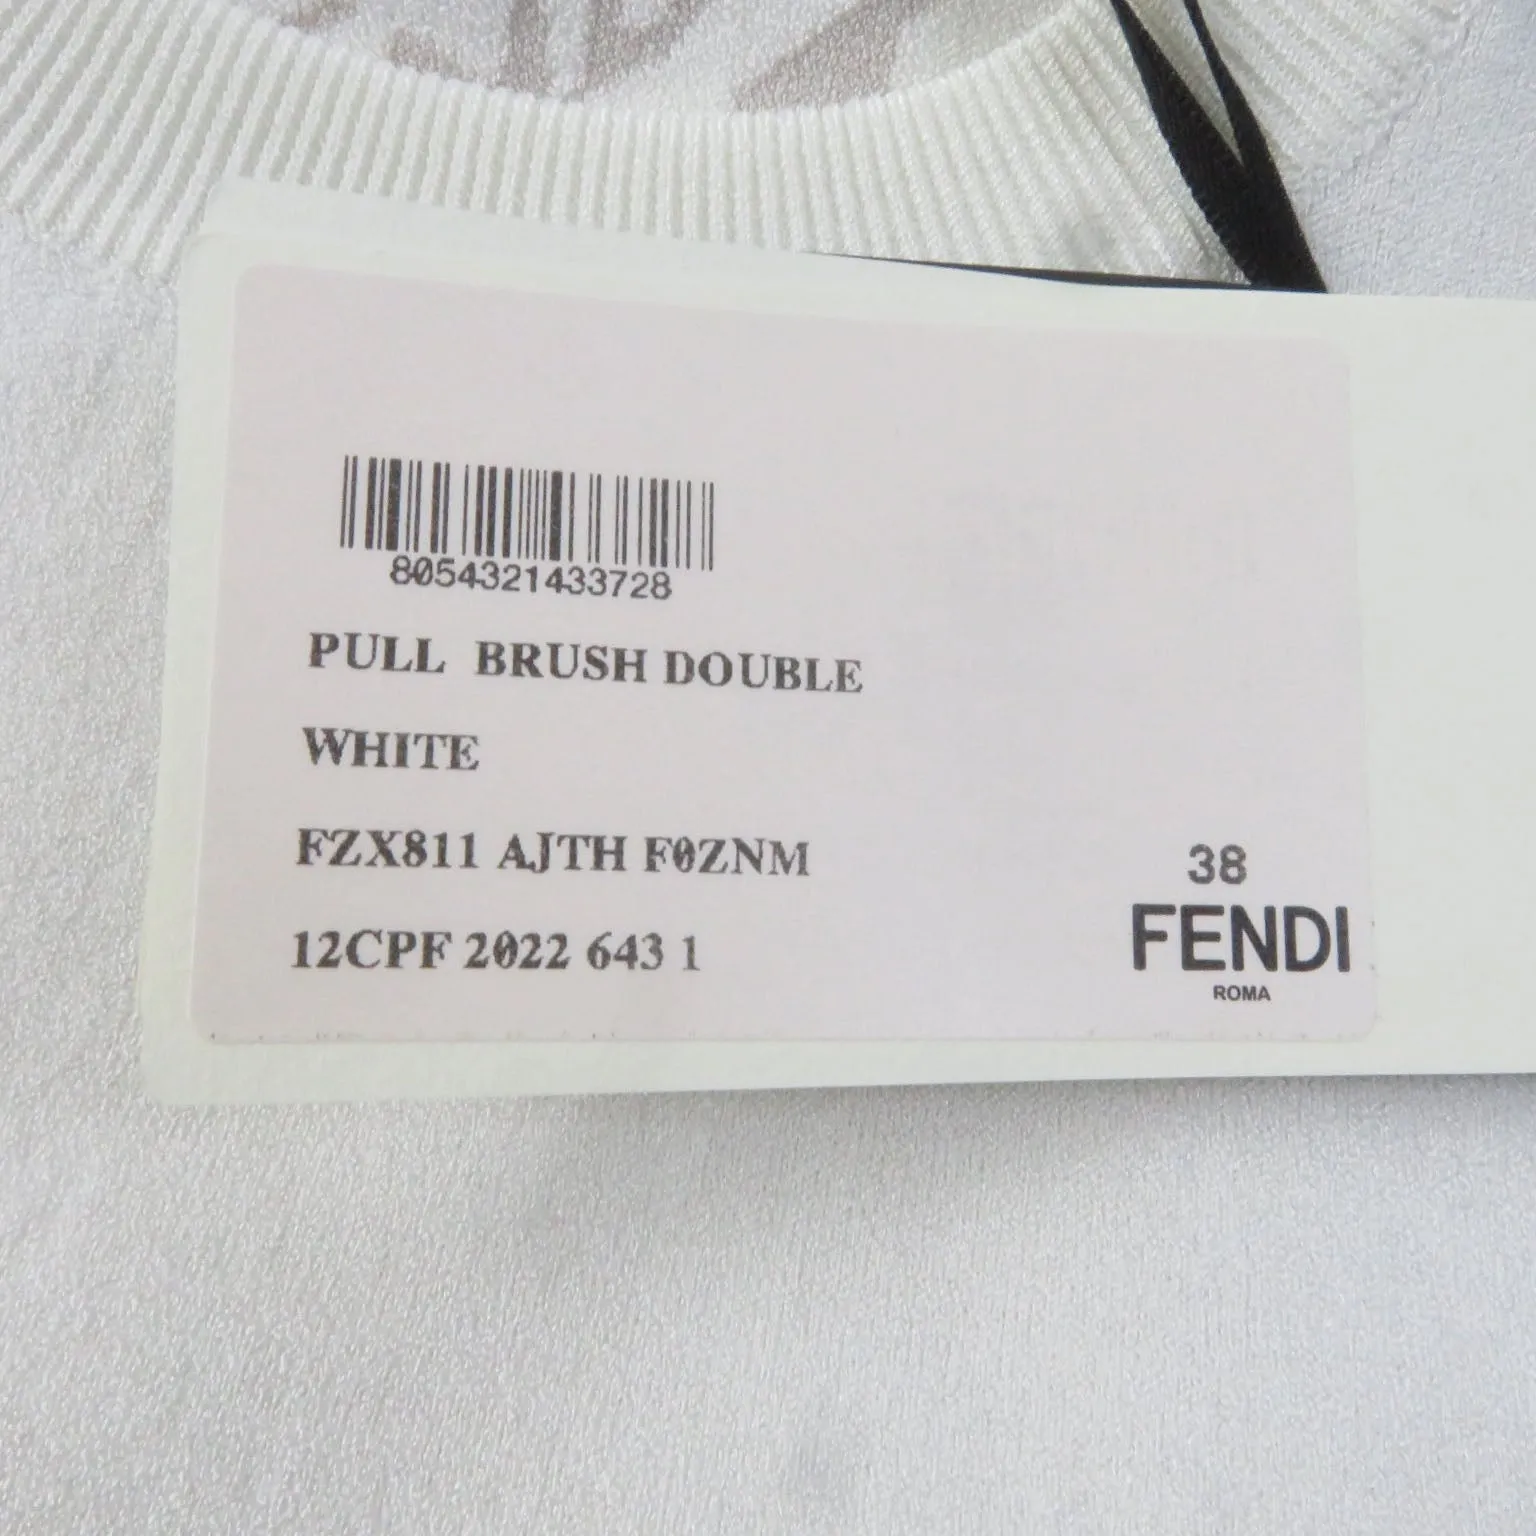 8054321433728
PULL BRUSH DOUBLE
WHITE
FZX811 AJTH F0ZNM
12CPF 2022 643 1
38
FENDI
ROMA